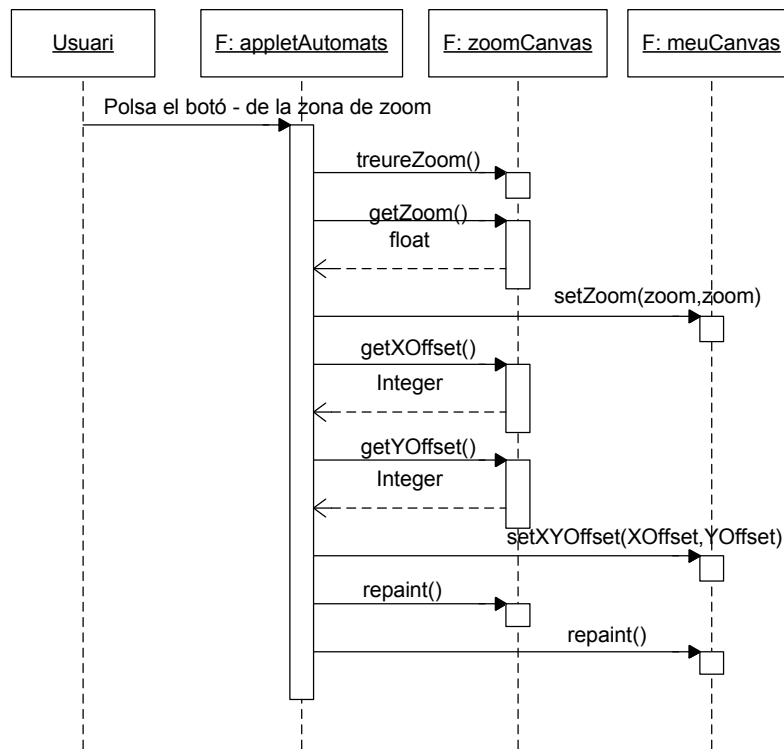 Usuari
F: appletAutomats
F: zoomCanvas
F: meuCanvas
Polsa el botó - de la zona de zoom
treureZoom()
getZoom()
float
setZoom(zoom,zoom)
getXOffset()
Integer
getYOffset()
Integer
setXYOffset(XOffset,YOffset)
repaint()
repaint()